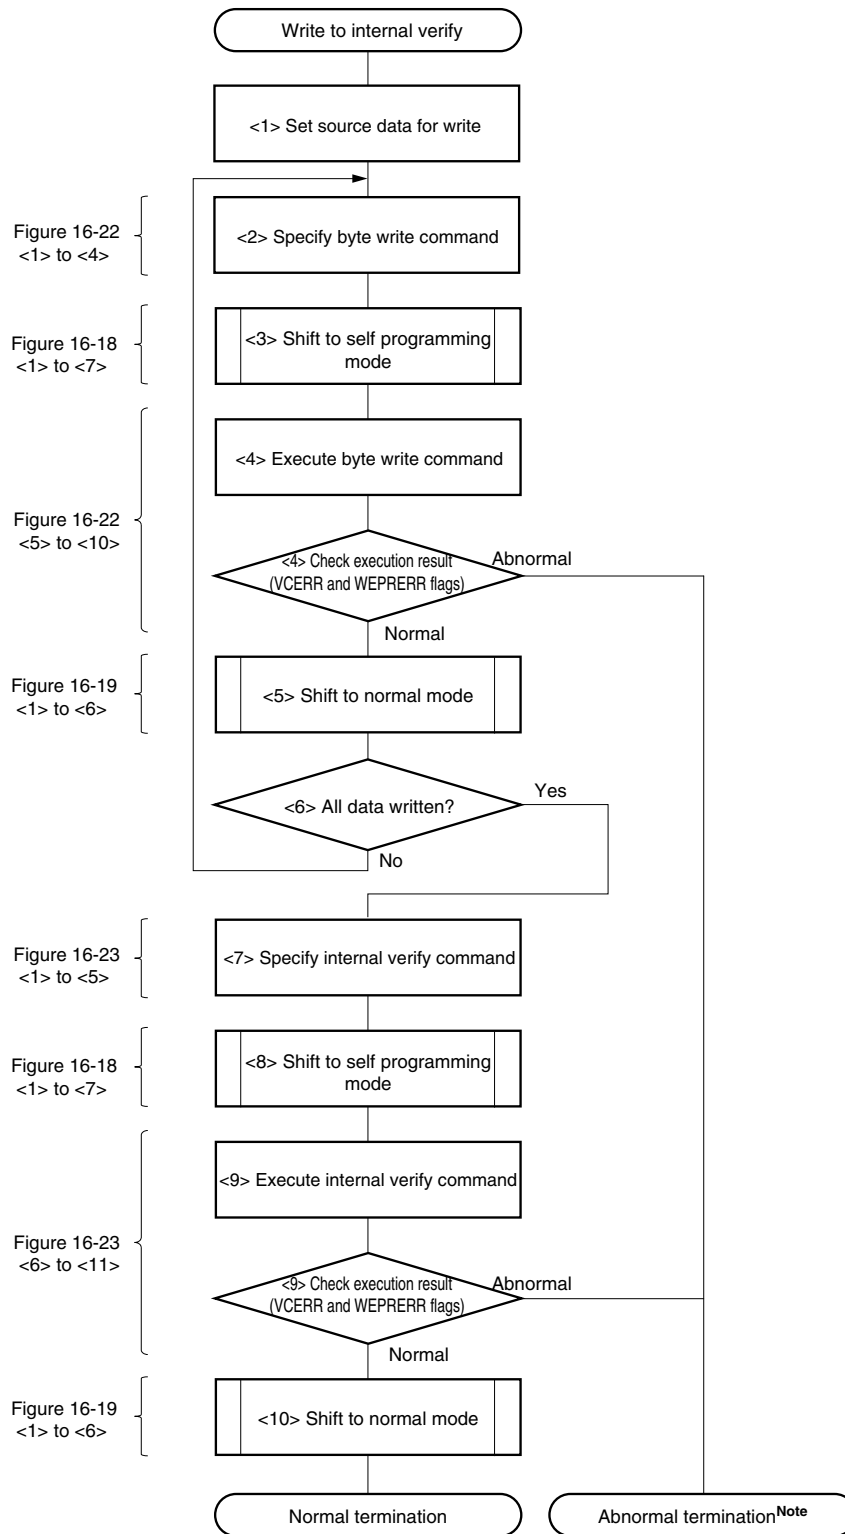 Write to internal verify
<1> Set source data for write
Figure 16-22
<1> to <4>
<2> Specify byte write command
Figure 16-18
<1> to <7>
<3> Shift to self programming
mode
<4> Execute byte write command
Figure 16-22
<5> to <10>
<4> Check execution result
(VCERR and WEPRERR flags)
Abnormal
Normal
Figure 16-19
<1> to <6>
<5> Shift to normal mode
<6> All data written?
Yes
No
Figure 16-23
<1> to <5>
<7> Specify internal verify command
Figure 16-18
<1> to <7>
<8> Shift to self programming
mode
<9> Execute internal verify command
Figure 16-23
<6> to <11>
<9> Check execution result
(VCERR and WEPRERR flags)
Abnormal
Normal
Figure 16-19
<1> to <6>
<10> Shift to normal mode
Normal termination
Abnormal terminationNote